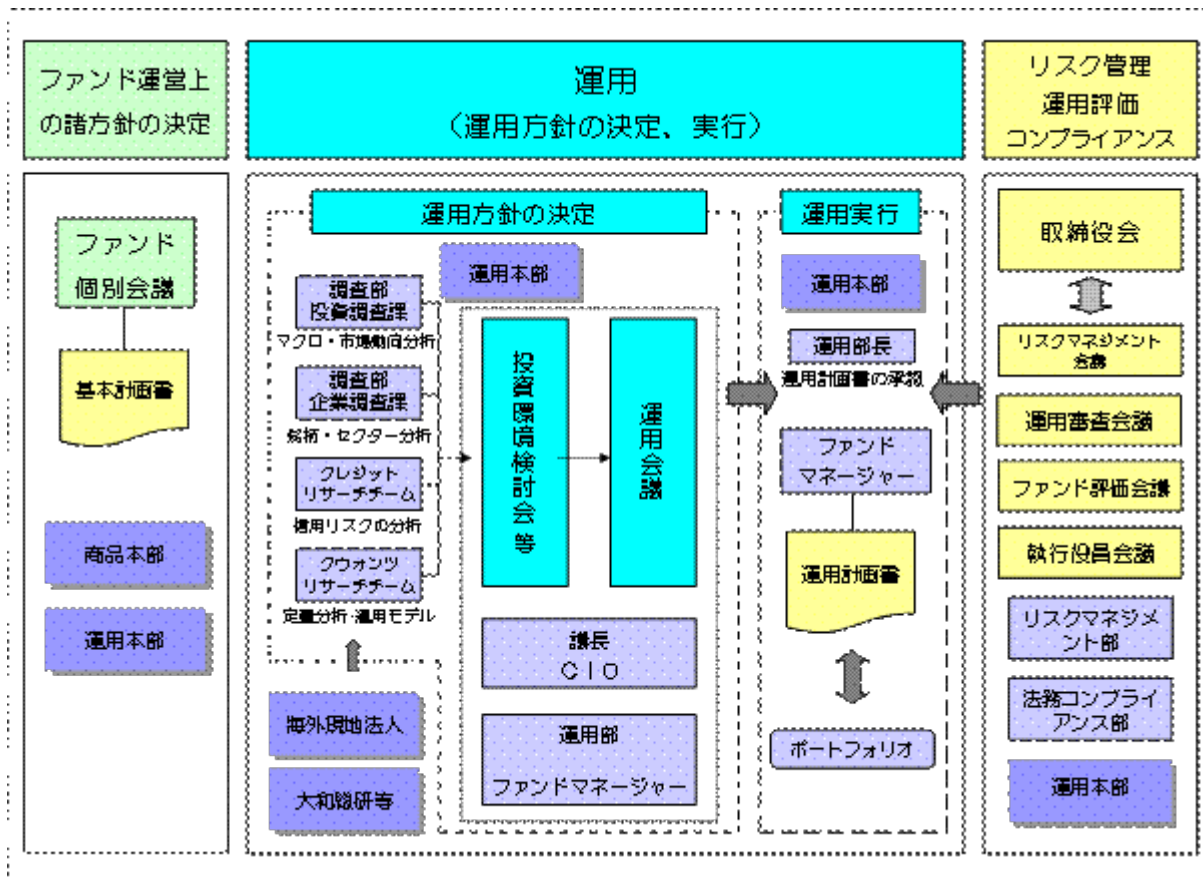 ファンド運営上
の諸方針の決定
運用
（運用方針の決定、実行）
リスク管理
運用評価
コンプライアンス
ファンド
個別会議
基本計画書
商品本部
運用本部
運用方針の決定
運用本部
調査部
投資調査課
マクロ・市場動向分析
調査部
企業調査課
銘柄・セクター分析
クレジット
リサーチチーム
信用リスクの分析
クウォンツ
リサーチチーム
定量分析・運用モデル
海外現地法人
大和総研等
投資環境検討会等
運用会議
議長
ＣＩＯ
運用部
ファンドマネージャー
運用実行
運用本部
運用部長
運用計画書の承認
ファンド
マネージャー
運用計画書
ポートフォリオ
取締役会
リスクマネジメント
会議
運用審査会議
ファンド評価会議
執行役員会議
リスクマネジメ
ント部
法務コンプライ
アンス部
運用本部